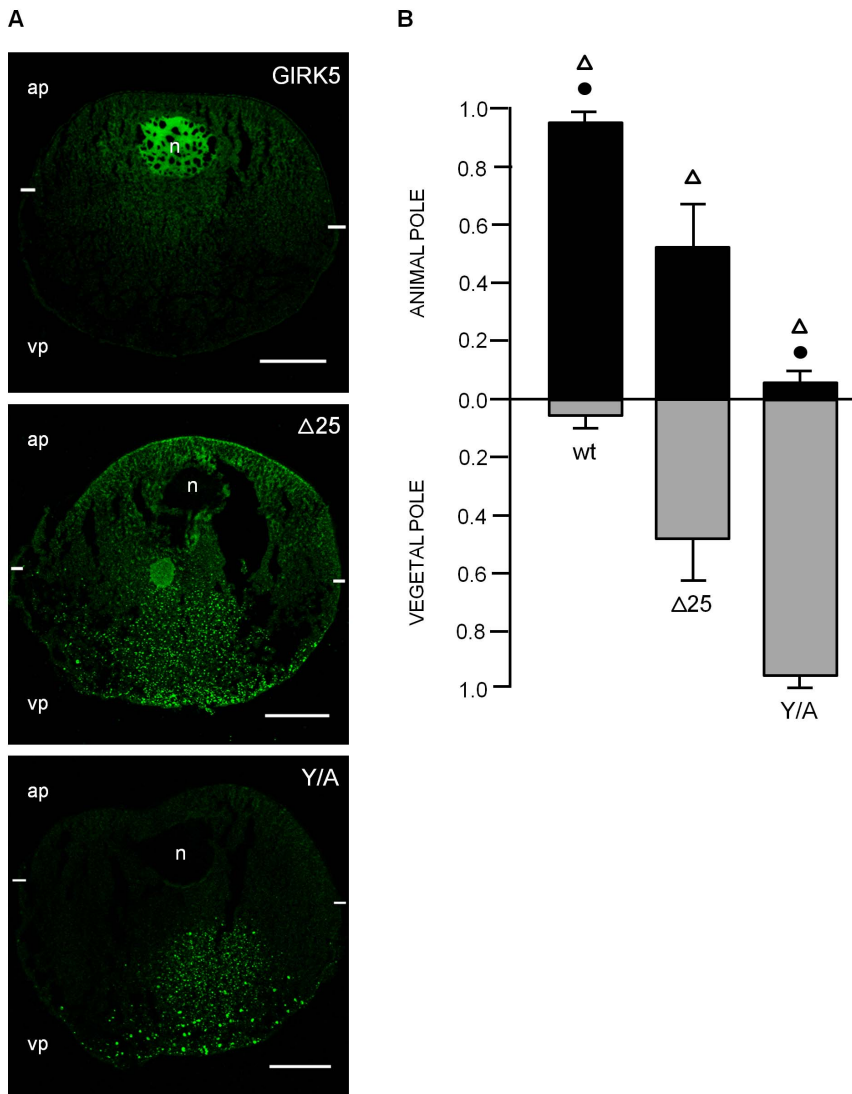 A
GIRK5
ap
n
vp
Δ25
ap
n
vp
Y/A
ap
n
vp
B
Δ
●
Δ
Δ
●
ANIMAL POLE
1.0
0.8
0.6
0.4
0.2
0.0
VEGETAL POLE
0.2
0.4
0.6
0.8
1.0
wt
Δ25
Y/A